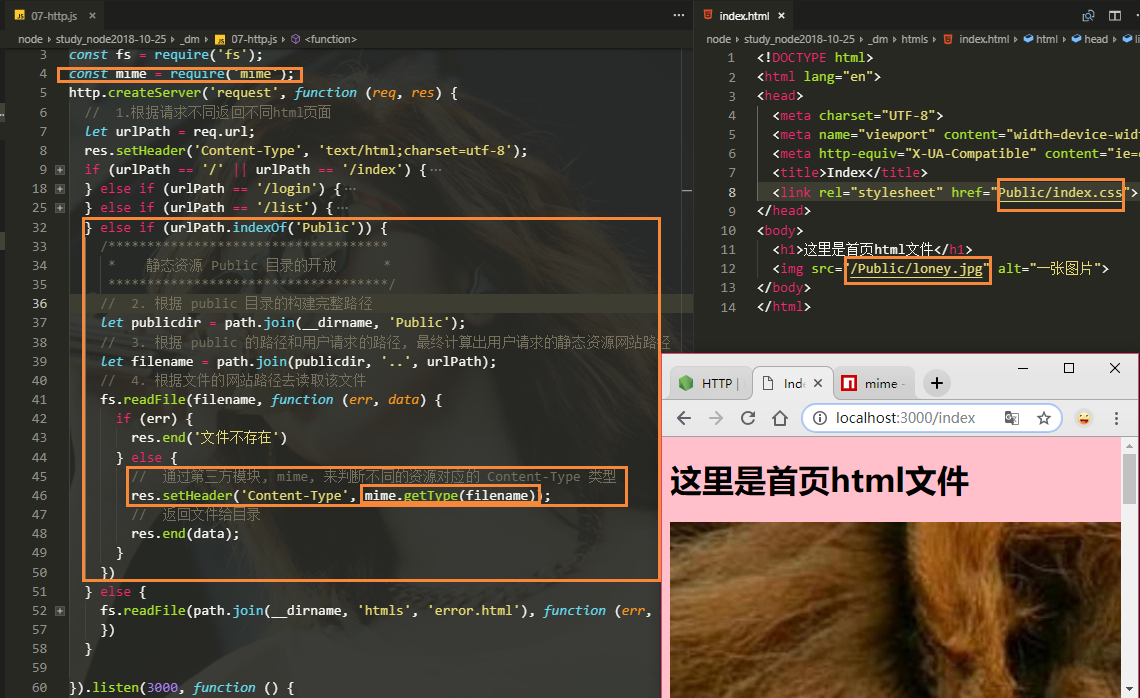 07-http.js ×
node › study_node2018-10-25 › _dm › 07-http.js › <function>
3 const fs = require('fs');
4 const mime = require('mime');
5 http.createServer('request', function (req, res) {
6 // 1.根据请求不同返回不同html页面
7 let urlPath = req.url;
8 res.setHeader('Content-Type', 'text/html;charset=utf-8');
9 if (urlPath == '/' || urlPath == '/index') {…
18 } else if (urlPath == '/login') {…
25 } else if (urlPath == '/list') {…
32 } else if (urlPath.indexOf('Public')) {
33 /***********************************
34 * 静态资源 Public 目录的开放 *
35 ***********************************/
36 // 2. 根据 public 目录的构建完整路径
37 let publicdir = path.join(__dirname, 'Public');
38 // 3. 根据 public 的路径和用户请求的路径, 最终计算出用户请求的静态资源网站路径
39 let filename = path.join(publicdir, '..', urlPath);
40 // 4. 根据文件的网站路径去读取该文件
41 fs.readFile(filename, function (err, data) {
42 if (err) {
43 res.end('文件不存在')
44 } else {
45 // 通过第三方模块, mime, 来判断不同的资源对应的 Content-Type 类型
46 res.setHeader('Content-Type', mime.getType(filename));
47 // 返回文件给目录
48 res.end(data);
49 }
50 })
51 } else {
52 fs.readFile(path.join(__dirname, 'htmls', 'error.html'), function (err,
57 })
58 }
59
60 }).listen(3000, function () {
index.html ×
node › study_node2018-10-25 › _dm › htmls › index.html › html › head › li
1 <!DOCTYPE html>
2 <html lang="en">
3 <head>
4 <meta charset="UTF-8">
5 <meta name="viewport" content="width=device-widt
6 <meta http-equiv="X-UA-Compatible" content="ie=e
7 <title>Index</title>
8 <link rel="stylesheet" href="Public/index.css">
9 </head>
10 <body>
11 <h1>这里是首页html文件</h1>
12 <img src="/Public/loney.jpg" alt="一张图片">
13 </body>
14 </html>
HTTP | Inde × mime -
localhost:3000/index
这里是首页html文件